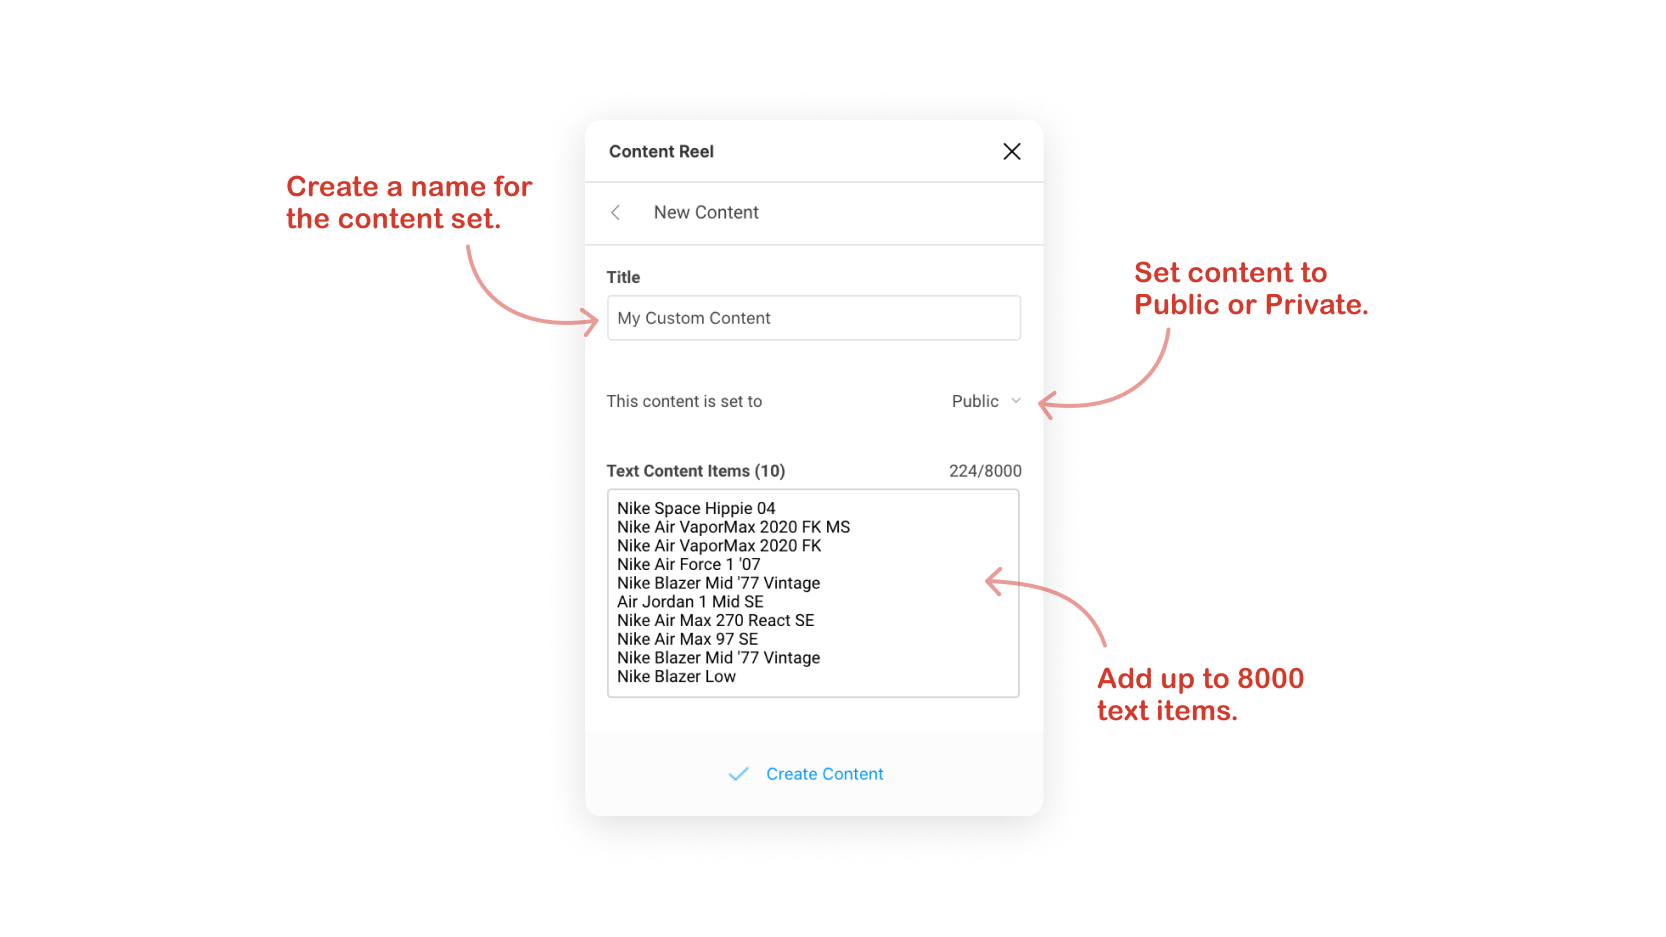 Content Reel
Create a name for
the content set.
New Content
Set content to
Public or Private.
Title
My Custom Content
This content is set to Public
Text Content Items (10) 224/8000
Nike Space Hippie 04
Nike Air VaporMax 2020 FK MS
Nike Air VaporMax 2020 FK
Nike Air Force 1 '07
Nike Blazer Mid '77 Vintage
Air Jordan 1 Mid SE
Nike Air Max 270 React SE
Nike Air Max 97 SE
Nike Blazer Mid '77 Vintage
Nike Blazer Low
Add up to 8000
text items.
Create Content